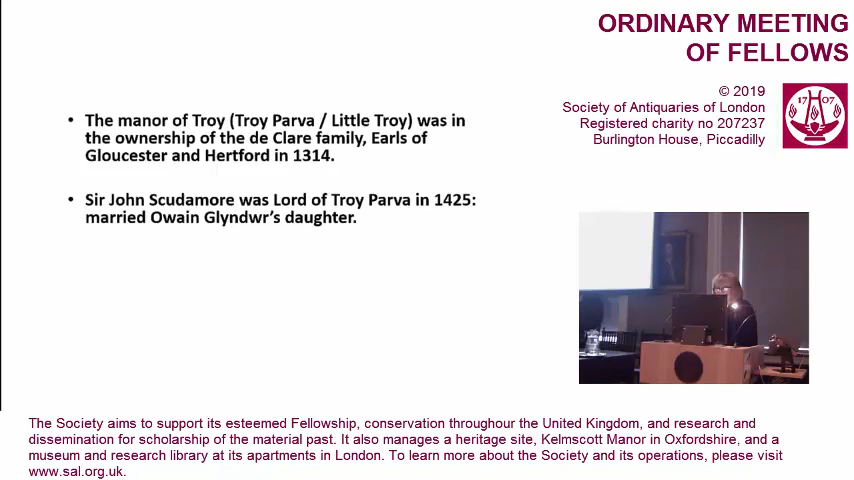 ORDINARY MEETING
OF FELLOWS
© 2019
Society of Antiquaries of London
Registered charity no 207237
Burlington House, Piccadilly
17 07
• The manor of Troy (Troy Parva / Little Troy) was in
the ownership of the de Clare family, Earls of
Gloucester and Hertford in 1314.
• Sir John Scudamore was Lord of Troy Parva in 1425:
married Owain Glyndwr's daughter.
The Society aims to support its esteemed Fellowship, conservation throughour the United Kingdom, and research and
dissemination for scholarship of the material past. It also manages a heritage site, Kelmscott Manor in Oxfordshire, and a
museum and research library at its apartments in London. To learn more about the Society and its operations, please visit
www.sal.org.uk.